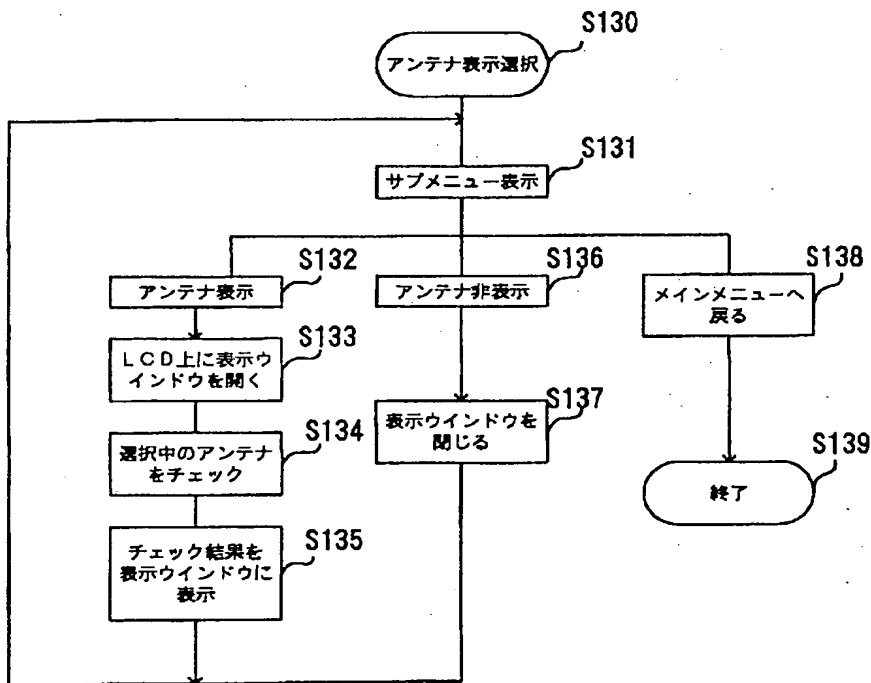 S130
アンテナ表示選択
S131
サブメニュー表示
S132
アンテナ表示
S136
アンテナ非表示
S138
メインメニューへ
戻る
S133
LCD上に表示ウ
インドウを開く
S134
選択中のアンテナ
をチェック
S137
表示ウインドウを
閉じる
S139
終了
S135
チェック結果を
表示ウインドウに
表示